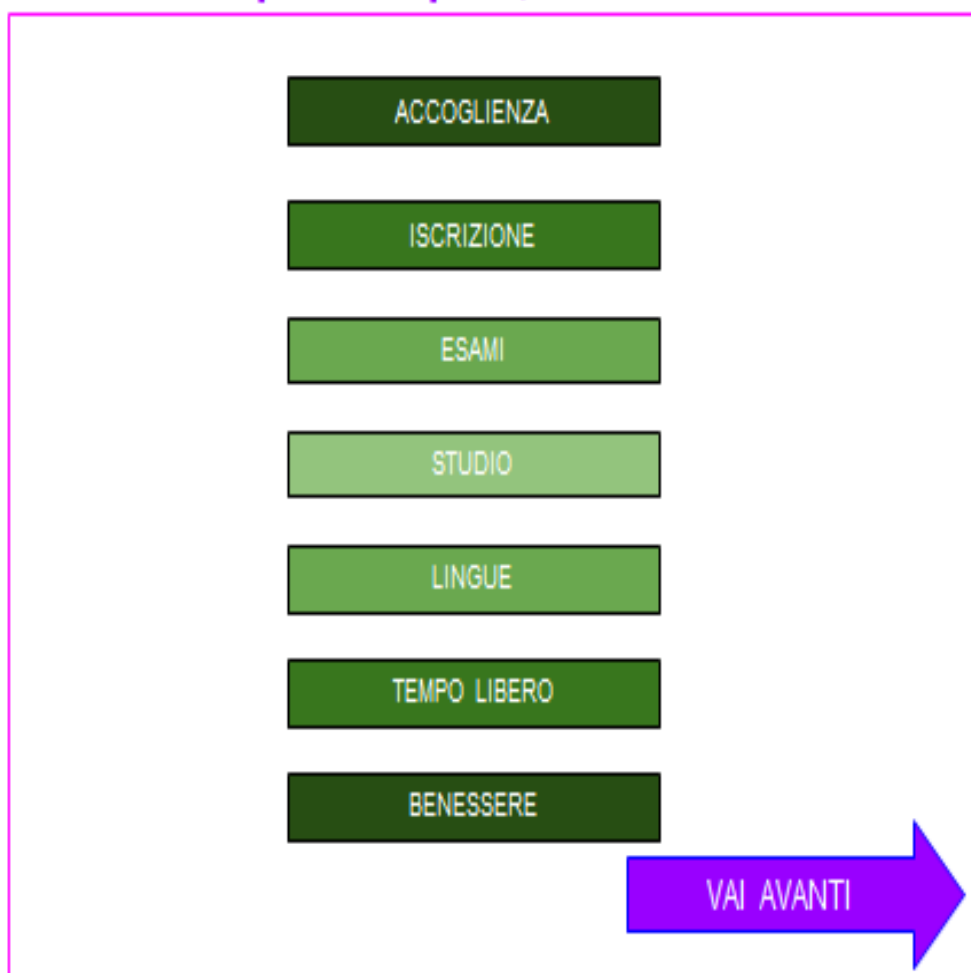 ACCOGLIENZA
ISCRIZIONE
ESAMI
STUDIO
LINGUE
TEMPO LIBERO
BENESSERE
VAI AVANTI